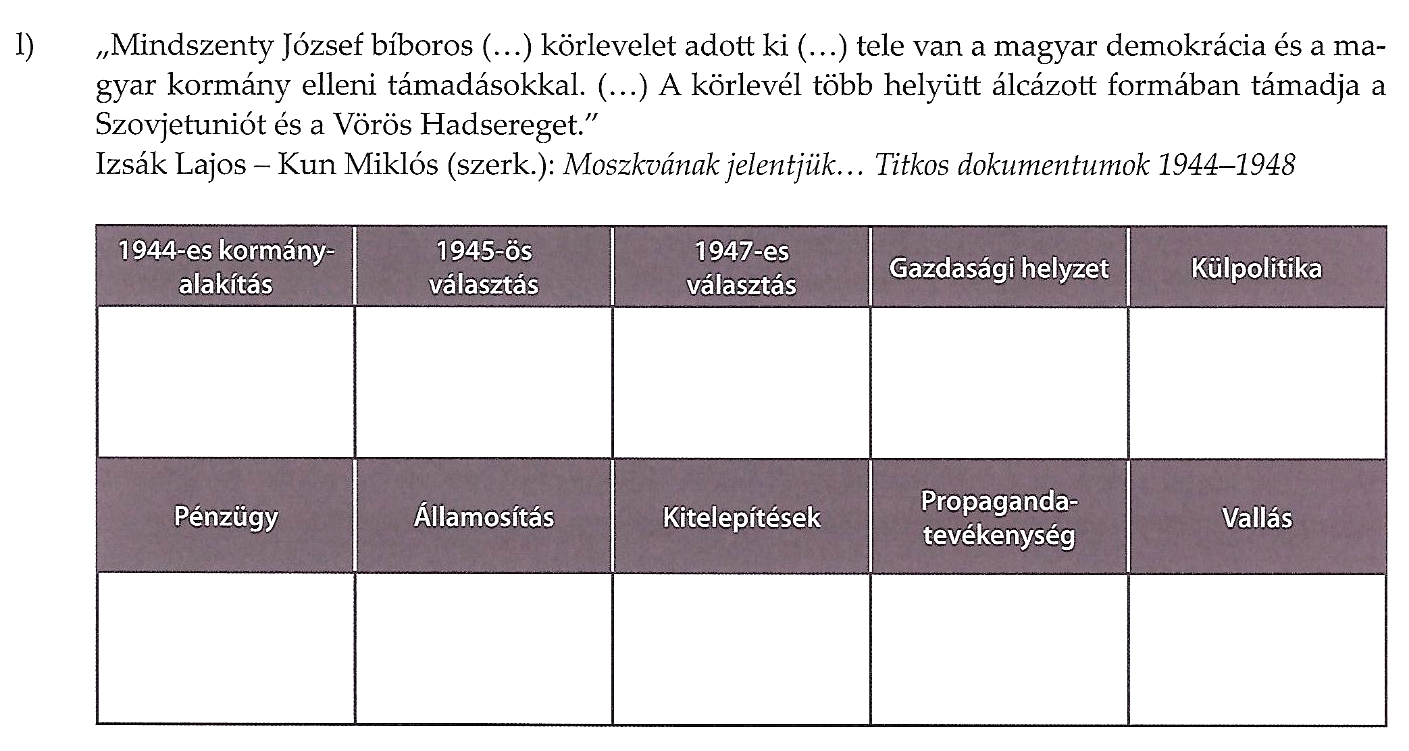 l) „Mindszenty József bíboros (…) körlevelet adott ki (…) tele van a magyar demokrácia és a ma-
gyar kormány elleni támadásokkal. (…) A körlevél több helyütt álcázott formában támadja a
Szovjetuniót és a Vörös Hadsereget.”
Izsák Lajos – Kun Miklós (szerk.): Moszkvának jelentjük… Titkos dokumentumok 1944–1948
1944-es kormány-
alakítás
1945-ös
választás
1947-es
választás
Gazdasági helyzet
Külpolitika
Pénzügy
Államosítás
Kitelepítések
Propaganda-
tevékenység
Vallás